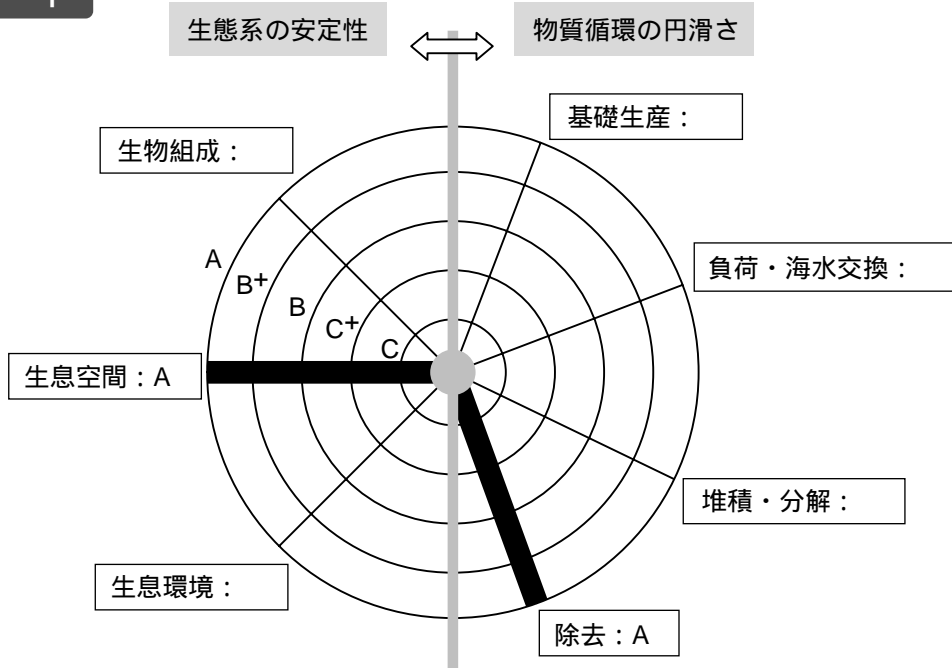 生態系の安定性
物質循環の円滑さ
基礎生産：
生物組成：
負荷・海水交換：
A
B+
B
C+
C
生息空間：A
堆積・分解：
生息環境：
除去：A